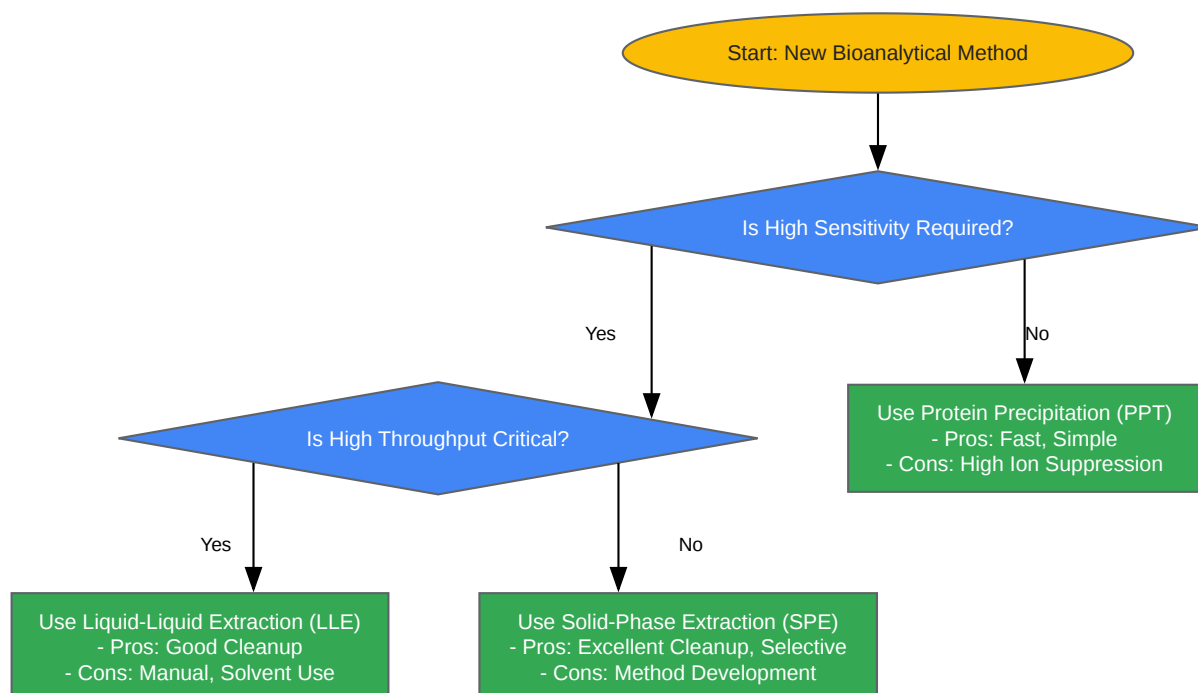 Start: New Bioanalytical Method
Is High Sensitivity Required?
Yes
No
Is High Throughput Critical?
Use Protein Precipitation (PPT)
- Pros: Fast, Simple
- Cons: High Ion Suppression
Yes
No
Use Liquid-Liquid Extraction (LLE)
- Pros: Good Cleanup
- Cons: Manual, Solvent Use
Use Solid-Phase Extraction (SPE)
- Pros: Excellent Cleanup, Selective
- Cons: Method Development